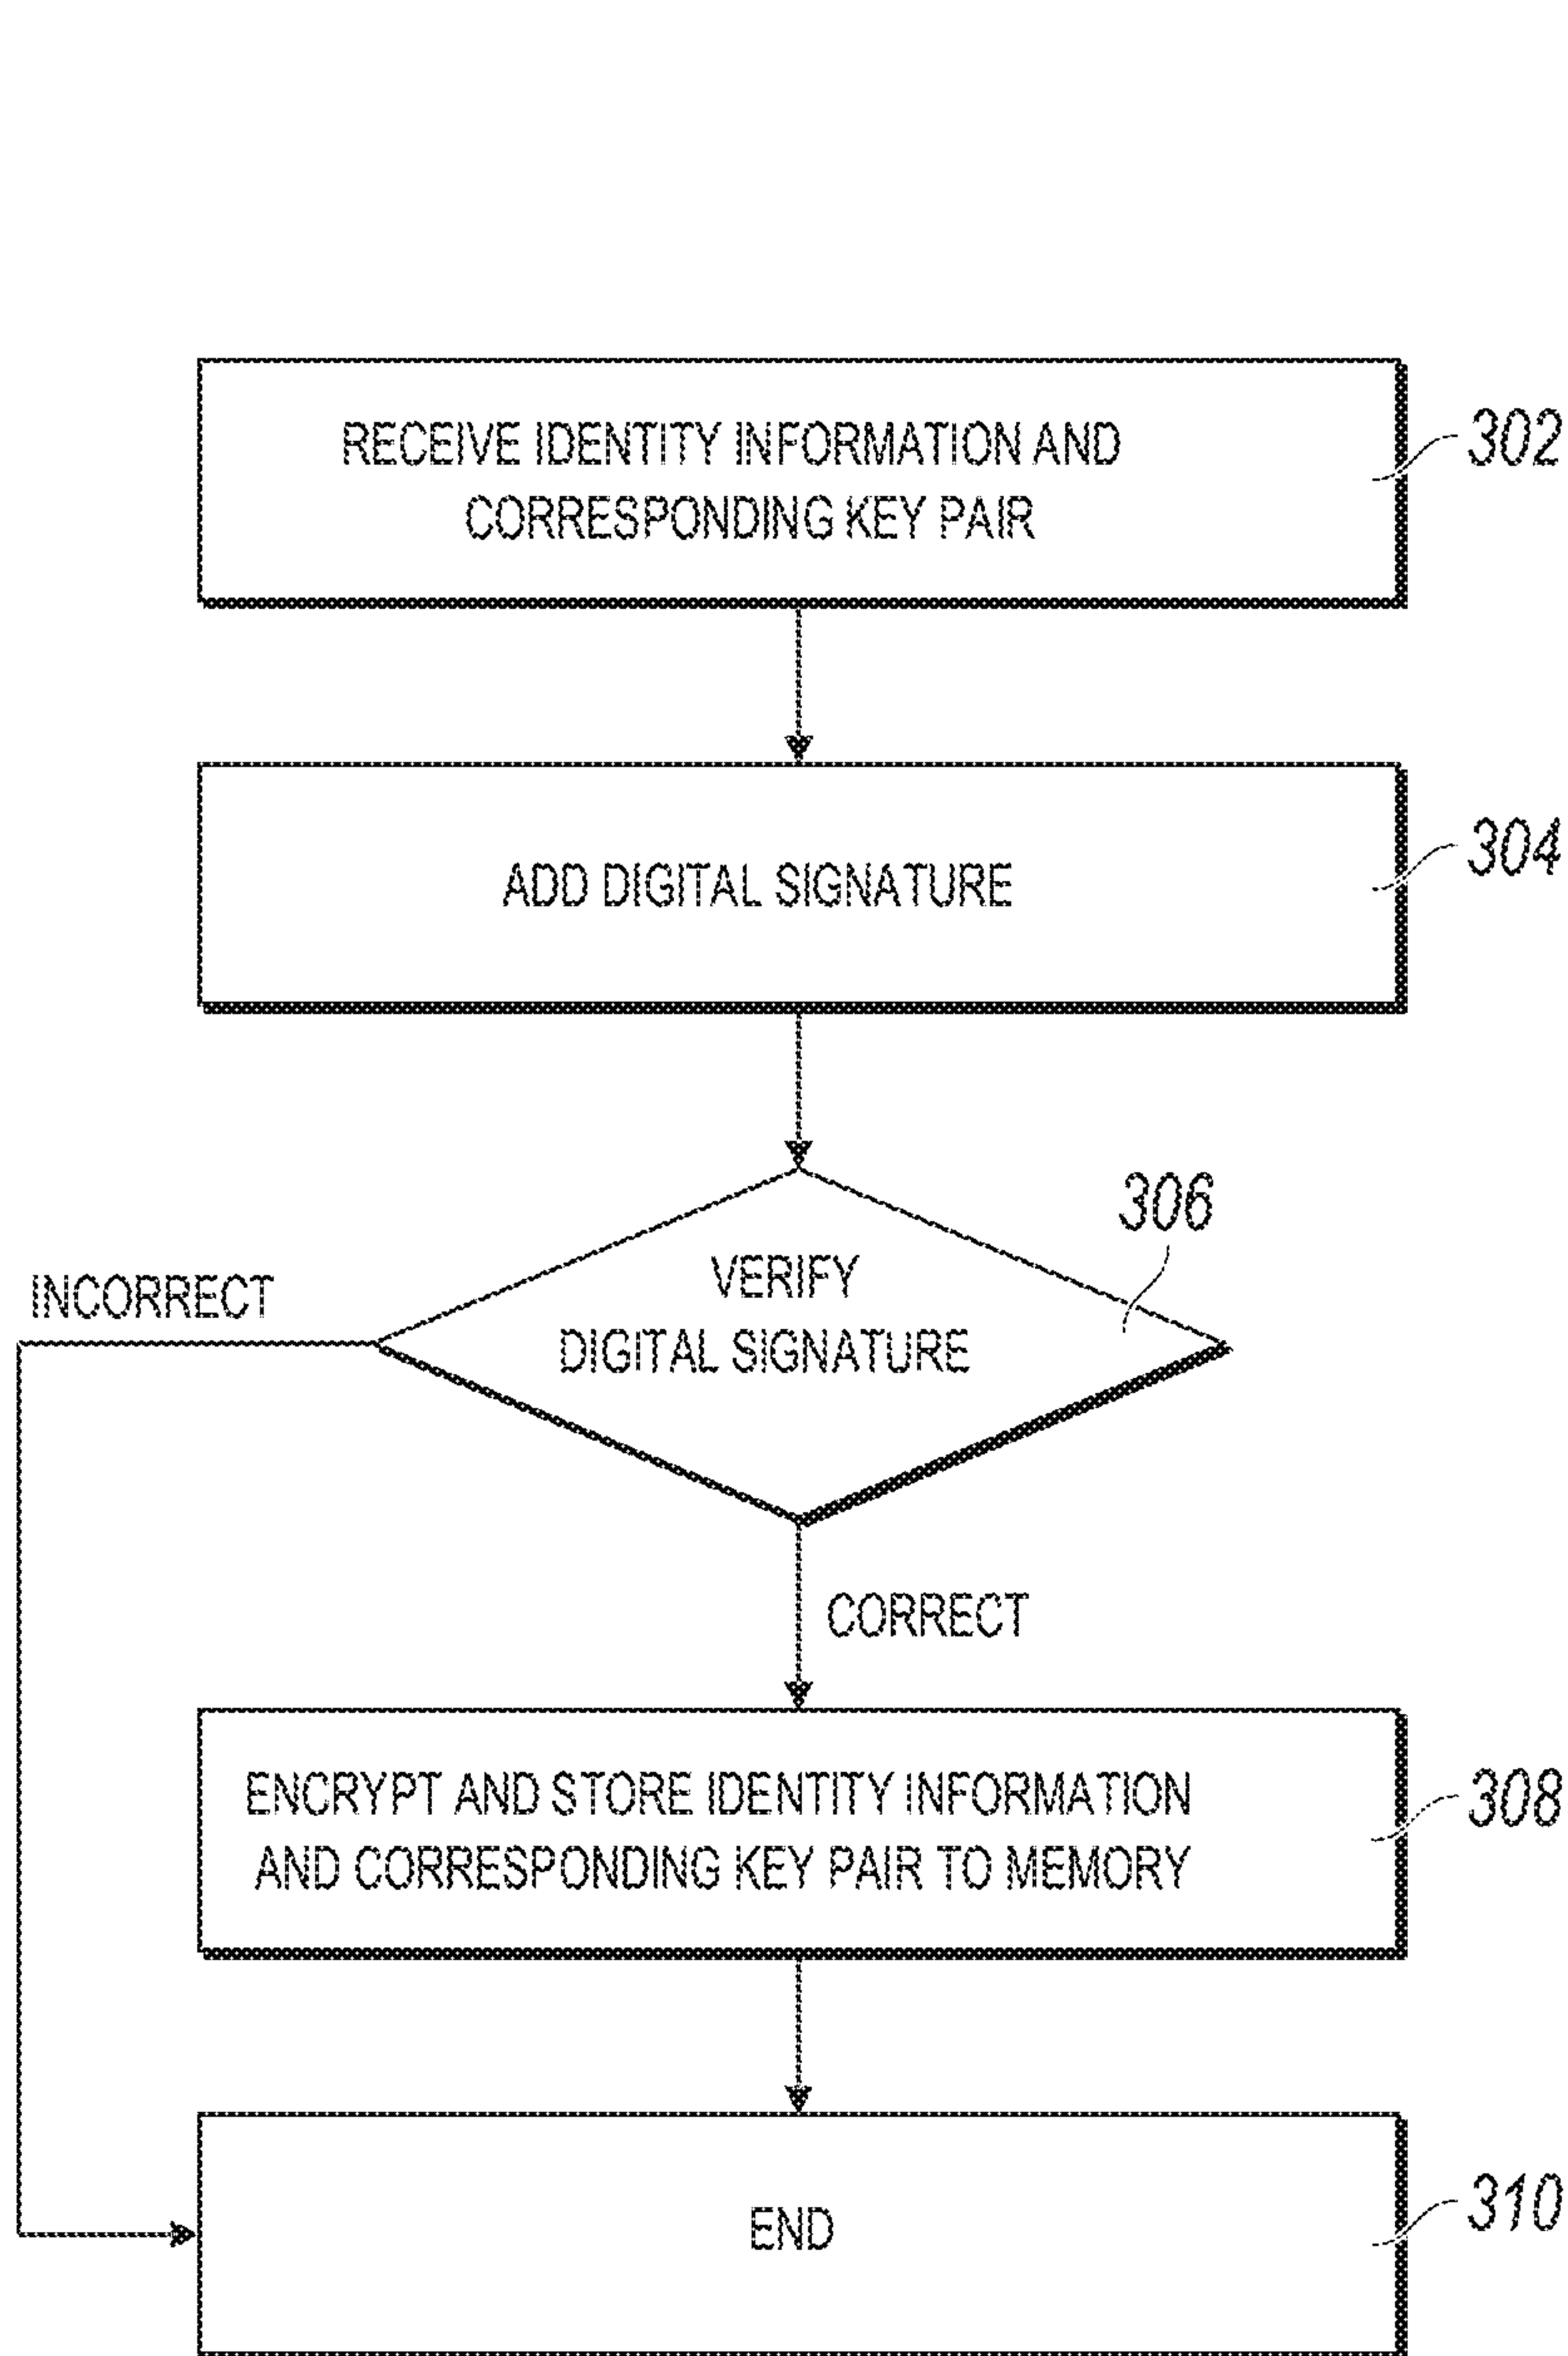 RECEIVE IDENTITY INFORMATION AND
CORRESPONDING KEY PAIR
302
ADD DIGITAL SIGNATURE
304
306
VERIFY
DIGITAL SIGNATURE
INCORRECT
CORRECT
ENCRYPT AND STORE IDENTITY INFORMATION
AND CORRESPONDING KEY PAIR TO MEMORY
308
END
310